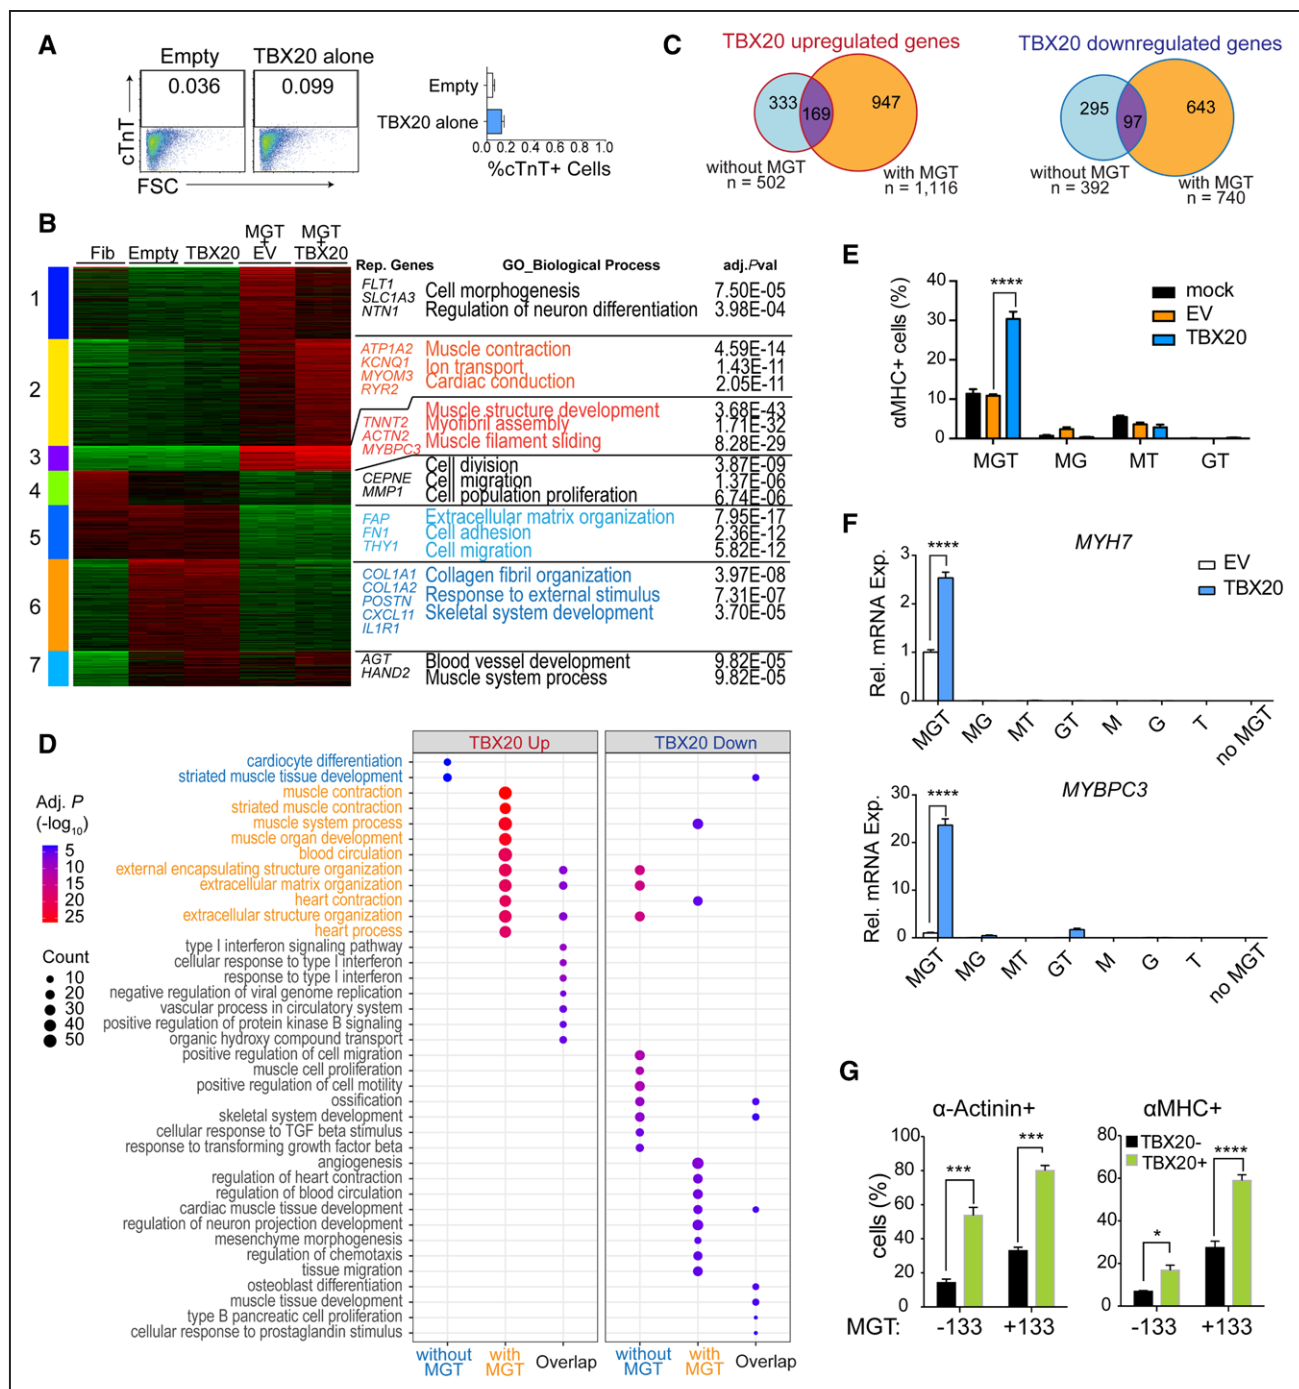 A
Empty
TBX20 alone
0.036
0.099
cTnT
FSC
Empty
TBX20 alone
0.0 0.2 0.4 0.6 0.8 1.0
%cTnT+ Cells
C
TBX20 upregulated genes
333
169
947
without MGT
n = 502
with MGT
n = 1,116
TBX20 downregulated genes
295
97
643
without MGT
n = 392
with MGT
n = 740
B
Fib
Empty
TBX20
MGT
+
EV
MGT
+
TBX20
1
2
3
4
5
6
7
Rep. Genes GO_Biological Process adj.Pval
FLT1
SLC1A3
NTN1
Cell morphogenesis 7.50E-05
Regulation of neuron differentiation 3.98E-04
ATP1A2
KCNQ1
MYOM3
RYR2
Muscle contraction 4.59E-14
Ion transport 1.43E-11
Cardiac conduction 2.05E-11
TNNT2
ACTN2
MYBPC3
Muscle structure development 3.68E-43
Myofibril assembly 1.71E-32
Muscle filament sliding 8.28E-29
CEPNE
MMP1
Cell division 3.87E-09
Cell migration 1.37E-06
Cell population proliferation 6.74E-06
FAP
FN1
THY1
Extracellular matrix organization 7.95E-17
Cell adhesion 2.36E-12
Cell migration 5.82E-12
COL1A1
COL1A2
POSTN
CXCL11
IL1R1
Collagen fibril organization 3.97E-08
Response to external stimulus 7.31E-07
Skeletal system development 3.70E-05
AGT
HAND2
Blood vessel development 9.82E-05
Muscle system process 9.82E-05
D
TBX20 Up
TBX20 Down
cardiocyte differentiation
striated muscle tissue development
muscle contraction
striated muscle contraction
muscle system process
muscle organ development
blood circulation
external encapsulating structure organization
extracellular matrix organization
heart contraction
extracellular structure organization
heart process
type I interferon signaling pathway
cellular response to type I interferon
response to type I interferon
negative regulation of viral genome replication
vascular process in circulatory system
positive regulation of protein kinase B signaling
organic hydroxy compound transport
positive regulation of cell migration
muscle cell proliferation
positive regulation of cell motility
ossification
skeletal system development
cellular response to TGF beta stimulus
response to transforming growth factor beta
angiogenesis
regulation of heart contraction
regulation of blood circulation
cardiac muscle tissue development
regulation of neuron projection development
mesenchyme morphogenesis
regulation of chemotaxis
tissue migration
osteoblast differentiation
muscle tissue development
type B pancreatic cell proliferation
cellular response to prostaglandin stimulus
without
MGT
with
MGT
Overlap
without
MGT
with
MGT
Overlap
Adj. P
(-log10)
5
10
15
20
25
Count
10
20
30
40
50
E
αMHC+ cells (%)
40
30
20
10
0
****
mock
EV
TBX20
MGT MG MT GT
F
MYH7
Rel. mRNA Exp.
3
2
1
0
****
EV
TBX20
MGT MG MT GT M G T no MGT
MYBPC3
Rel. mRNA Exp.
30
20
10
0
****
MGT MG MT GT M G T no MGT
G
α-Actinin+
cells (%)
100
80
60
40
20
0
***
***
MGT: -133 +133
αMHC+
80
60
40
20
0
TBX20-
TBX20+
*
****
-133 +133